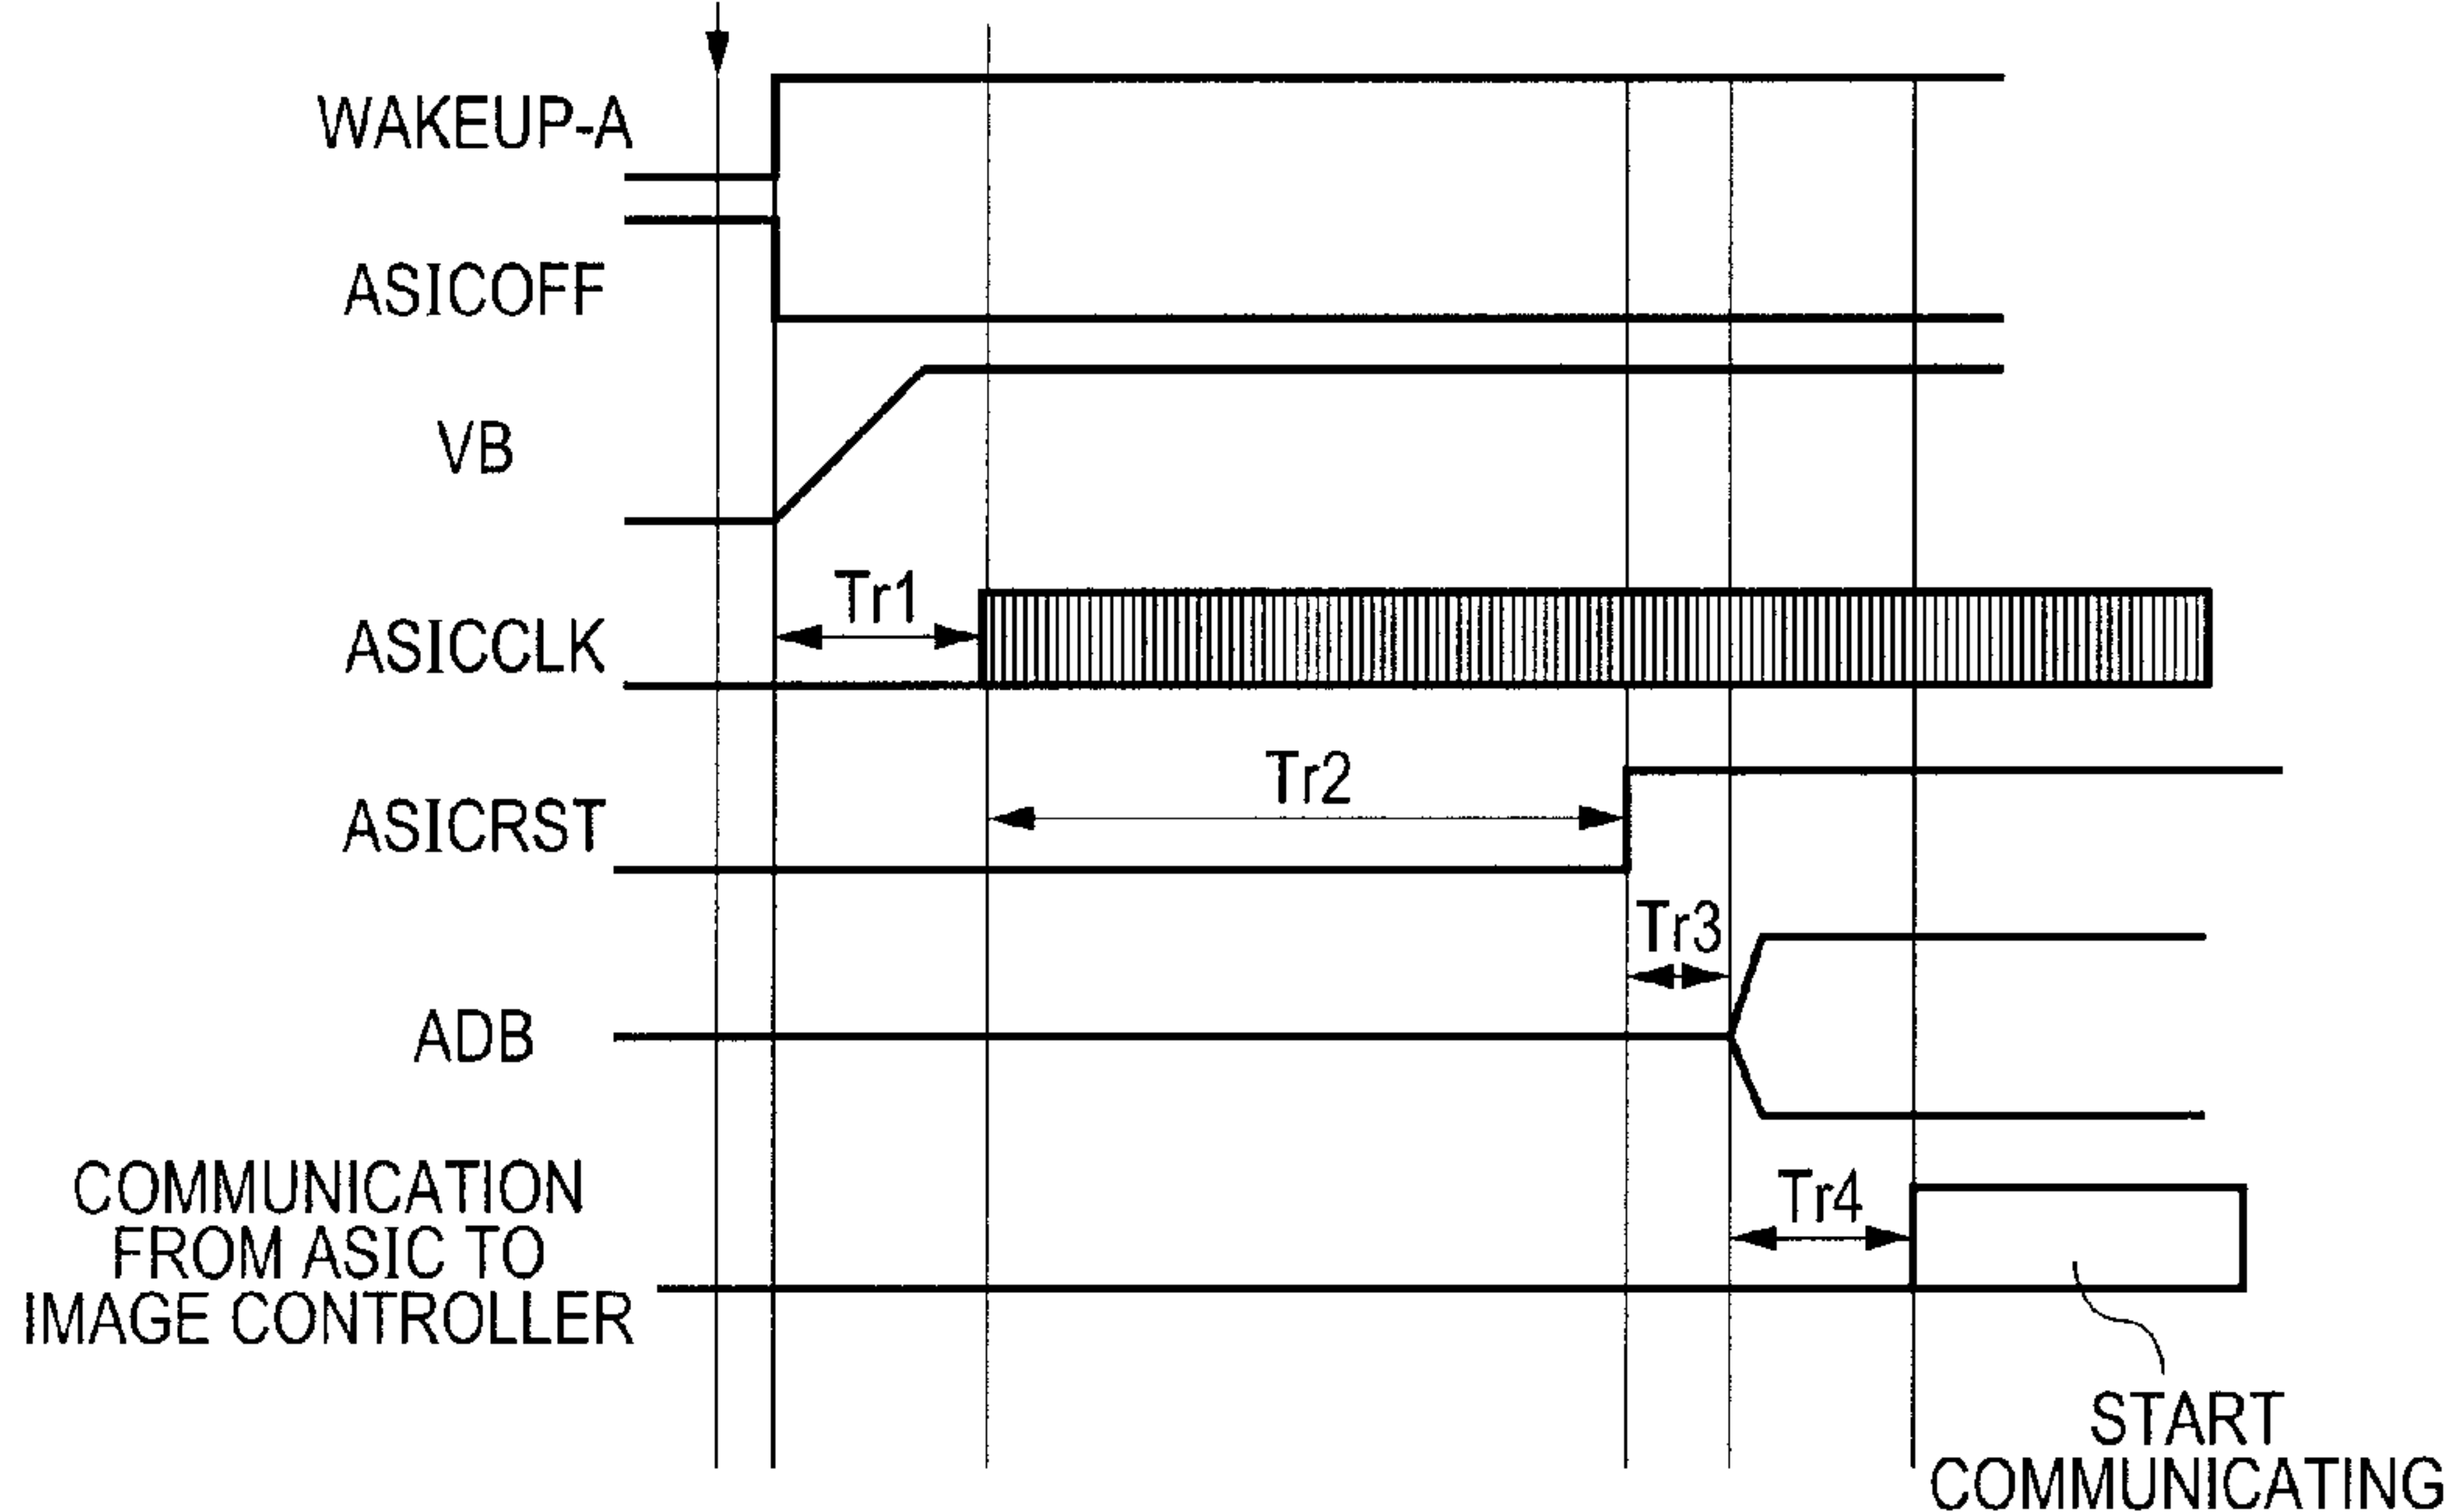 WAKEUP-A
ASICOFF
VB
Tr1
ASICCLK
Tr2
ASICRST
Tr3
ADB
COMMUNICATION
FROM ASIC TO
IMAGE CONTROLLER
Tr4
START
COMMUNICATING